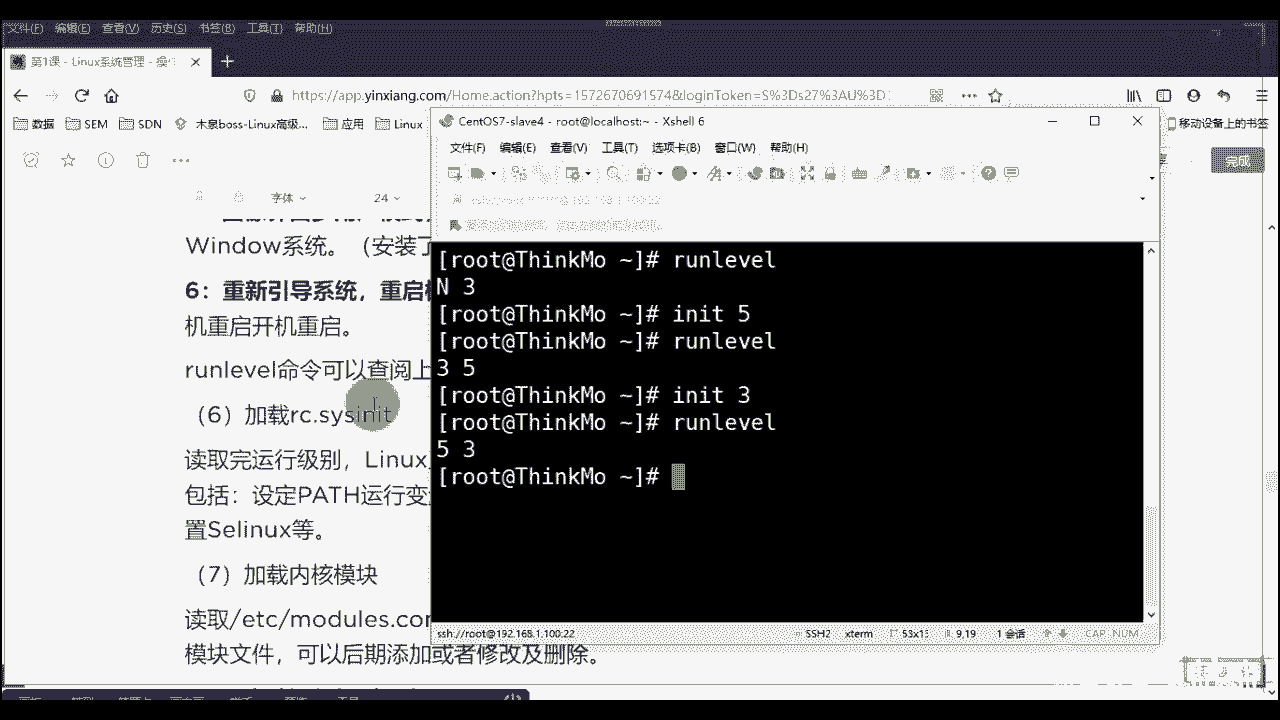 文件(F) 编辑(E) 查看(V) 历史(S) 书签(B) 工具(T) 帮助(H)
第1课 - Linux系统管理 - 操
https://app.yinxiang.com/Home.action?hpts=1572670691574&loginToken=S%3Ds27%3AU%3D
数据 SEM SDN 木泉boss-Linux高级... 应用 Linux
移动设备上的书签
完成
字体 24
Window系统。（安装了
6：重新引导系统，重启
机重启开机重启。
runlevel命令可以查阅上
（6）加载rc.sysinit
读取完运行级别，Linux
包括：设定PATH运行变
置Selinux等。
（7）加载内核模块
读取/etc/modules.con
模块文件，可以后期添加或者修改及删除。
CentOS7-slave4 - root@localhost:~ - Xshell 6
文件(F) 编辑(E) 查看(V) 工具(T) 选项卡(B) 窗口(W) 帮助(H)
[root@ThinkMo ~]# runlevel
N 3
[root@ThinkMo ~]# init 5
[root@ThinkMo ~]# runlevel
3 5
[root@ThinkMo ~]# init 3
[root@ThinkMo ~]# runlevel
5 3
[root@ThinkMo ~]#
ssh://root@192.168.1.100:22 SSH2 xterm 53x13 9,19 1 会话 CAP NUM